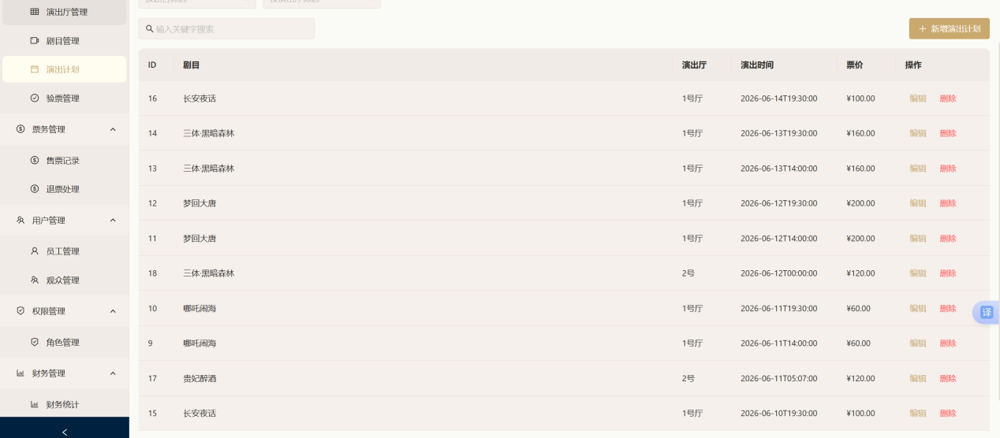 演出厅管理
剧目管理
演出计划
验票管理
票务管理
售票记录
退票处理
用户管理
员工管理
观众管理
权限管理
角色管理
财务管理
财务统计
输入关键字搜索
+ 新增演出计划
ID 剧目 演出厅 演出时间 票价 操作
16 长安夜话 1号厅 2026-06-14T19:30:00 ¥100.00 编辑 删除
14 三体·黑暗森林 1号厅 2026-06-13T19:30:00 ¥160.00 编辑 删除
13 三体·黑暗森林 1号厅 2026-06-13T14:00:00 ¥160.00 编辑 删除
12 梦回大唐 1号厅 2026-06-12T19:30:00 ¥200.00 编辑 删除
11 梦回大唐 1号厅 2026-06-12T14:00:00 ¥200.00 编辑 删除
18 三体·黑暗森林 2号 2026-06-12T00:00:00 ¥120.00 编辑 删除
10 哪吒闹海 1号厅 2026-06-11T19:30:00 ¥60.00 编辑 删除
9 哪吒闹海 1号厅 2026-06-11T14:00:00 ¥60.00 编辑 删除
17 贵妃醉酒 2号 2026-06-11T05:07:00 ¥120.00 编辑 删除
15 长安夜话 1号厅 2026-06-10T19:30:00 ¥100.00 编辑 删除
译